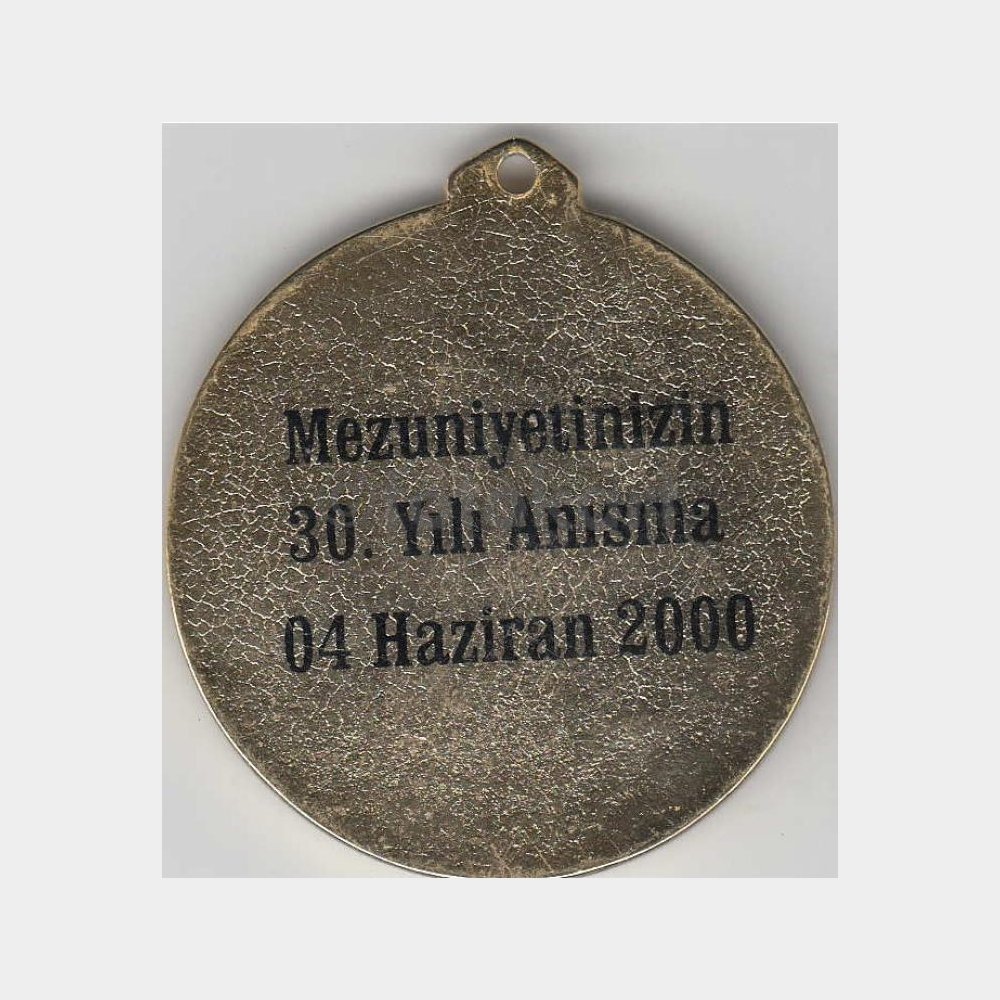 Mezuniyetinizin
30. Yılı Anısına
04 Haziran 2000